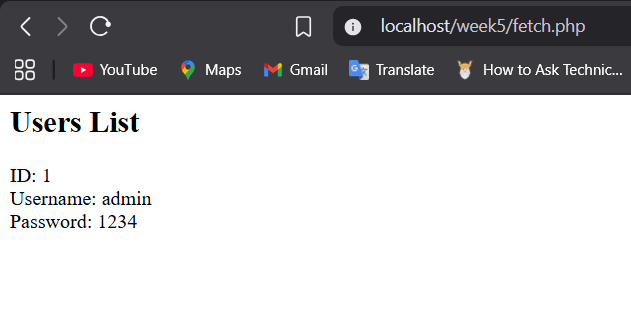 localhost/week5/fetch.php
YouTube Maps Gmail Translate How to Ask Technic...
Users List
ID: 1
Username: admin
Password: 1234